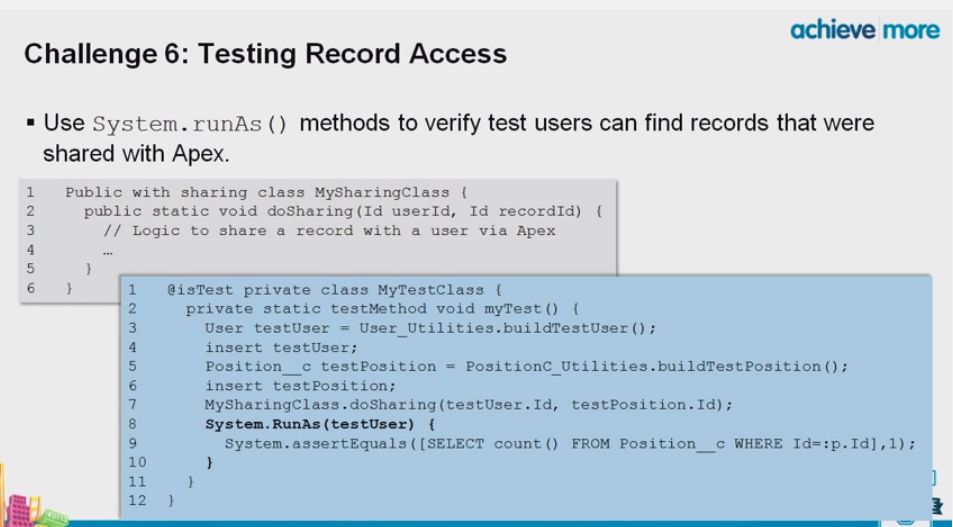 achieve more
Challenge 6: Testing Record Access
▪ Use System.runAs() methods to verify test users can find records that were
shared with Apex.
1 Public with sharing class MySharingClass {
2 public static void doSharing(Id userId, Id recordId) {
3 // Logic to share a record with a user via Apex
4 …
5 }
6 }
1 @isTest private class MyTestClass {
2 private static testMethod void myTest() {
3 User testUser = User_Utilities.buildTestUser();
4 insert testUser;
5 Position__c testPosition = PositionC_Utilities.buildTestPosition();
6 insert testPosition;
7 MySharingClass.doSharing(testUser.Id, testPosition.Id);
8 System.RunAs(testUser) {
9 System.assertEquals([SELECT count() FROM Position__c WHERE Id=:p.Id],1);
10 }
11 }
12 }